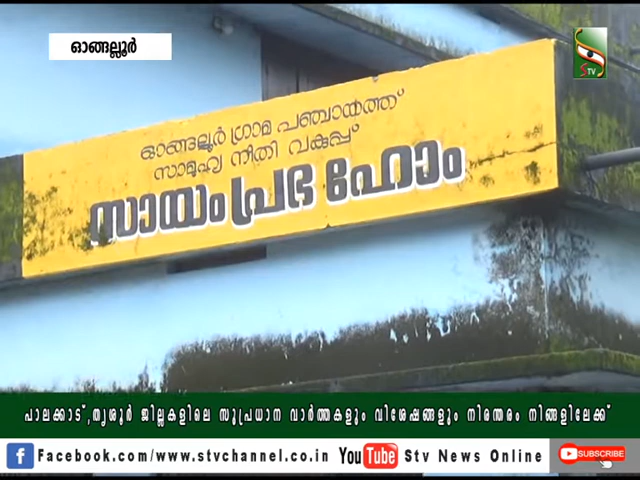 ഓങ്ങല്ലൂർ
STV
ഓങ്ങല്ലൂർ ഗ്രാമ പഞ്ചായത്ത്
സാമൂഹ്യ നീതി വകുപ്പ്
സായംപ്രഭ ഹോം
പാലക്കാട്,തൃശൂർ ജില്ലകളിലെ സുപ്രധാന വാർത്തകളും വിശേഷങ്ങളും നിരന്തരം നിങ്ങളിലേക്ക്
f Facebook.com/www.stvchannel.co.in YouTube Stv News Online SUBSCRIBE